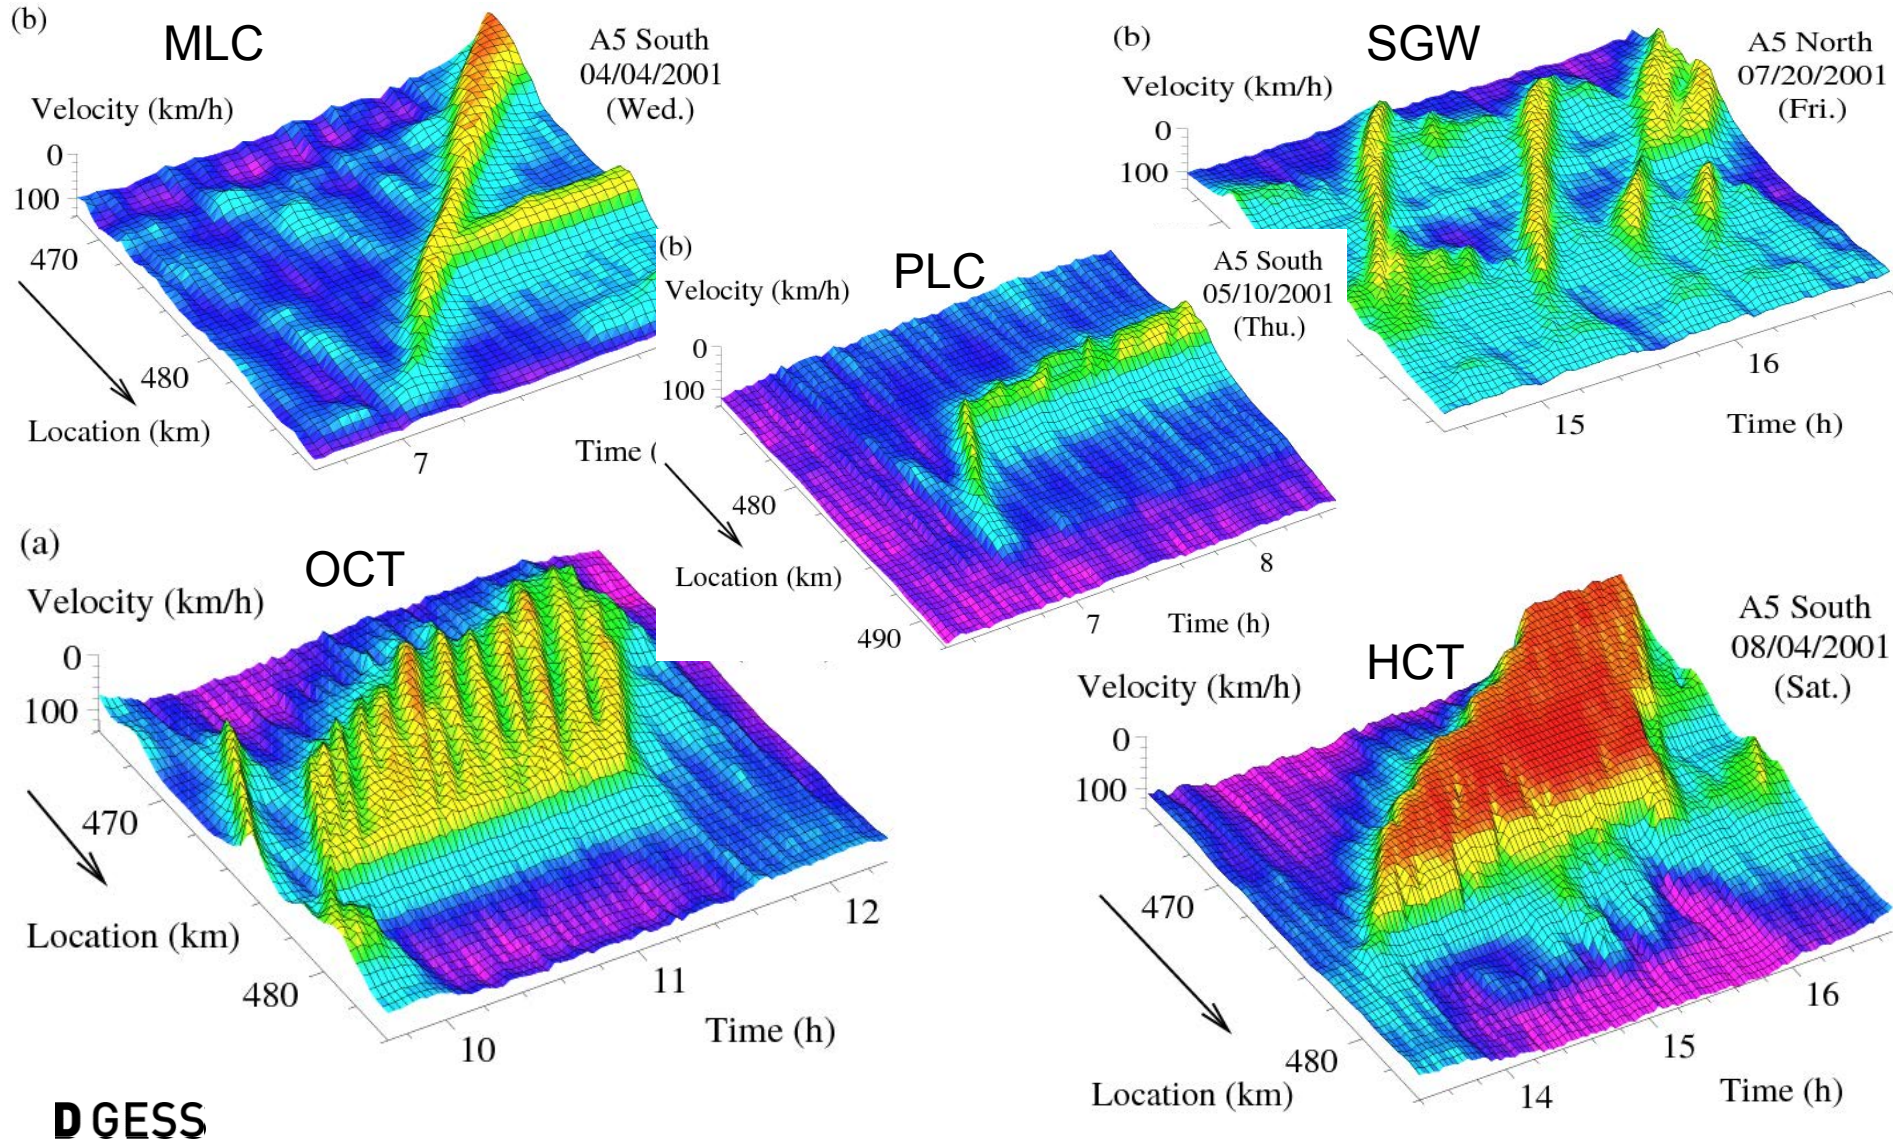 (b)
MLC
A5 South
04/04/2001
(Wed.)
Velocity (km/h)
0
100
470
480
Location (km)
7
Time (
(b)
SGW
A5 North
07/20/2001
(Fri.)
Velocity (km/h)
0
100
15
16
Time (h)
(b)
PLC
A5 South
05/10/2001
(Thu.)
Velocity (km/h)
0
100
480
490
Location (km)
7
8
Time (h)
(a)
OCT
Velocity (km/h)
0
100
470
480
Location (km)
10
11
12
Time (h)
HCT
A5 South
08/04/2001
(Sat.)
Velocity (km/h)
0
100
470
480
Location (km)
14
15
16
Time (h)
D GESS